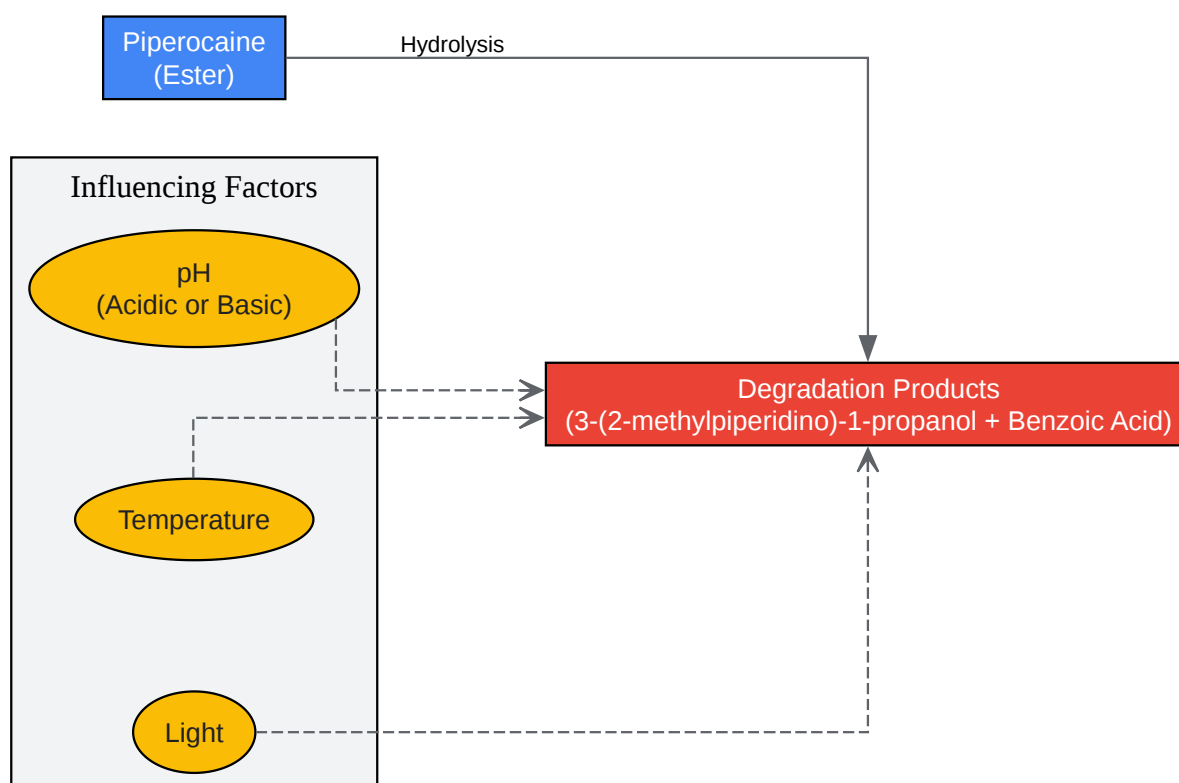 Piperocaine
(Ester)
Hydrolysis
Influencing Factors
pH
(Acidic or Basic)
Degradation Products
(3-(2-methylpiperidino)-1-propanol + Benzoic Acid)
Temperature
Light